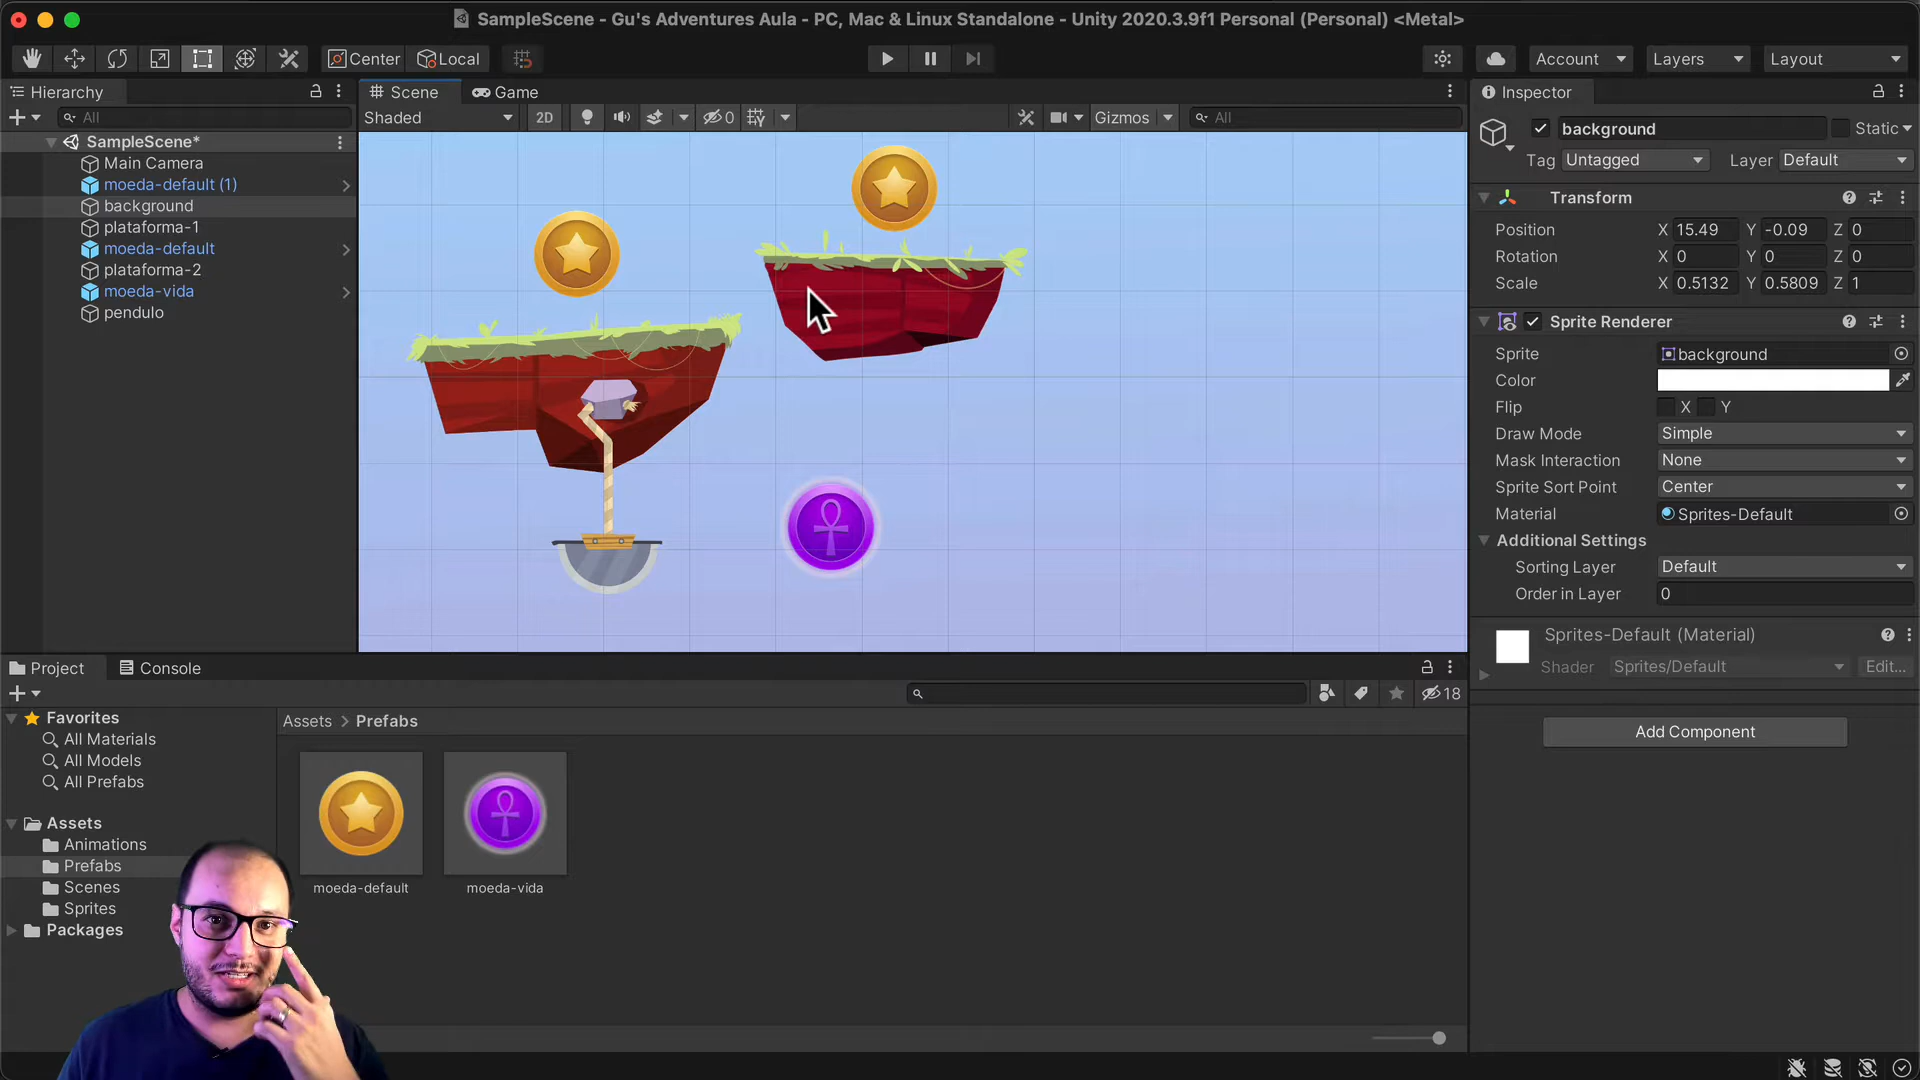 SampleScene - Gu's Adventures Aula - PC, Mac & Linux Standalone - Unity 2020.3.9f1 Personal (Personal) <Metal>
Center
Local
Account
Layers
Layout
Hierarchy
Scene
Game
Inspector
All
Shaded
2D
0
Gizmos
All
background
Static
Tag
Untagged
Layer
Default
SampleScene*
Main Camera
moeda-default (1)
background
plataforma-1
moeda-default
plataforma-2
moeda-vida
pendulo
Transform
Position
X 15.49 Y -0.09 Z 0
Rotation
X 0 Y 0 Z 0
Scale
X 0.5132 Y 0.5809 Z 1
Sprite Renderer
Sprite
background
Color
Flip
X Y
Draw Mode
Simple
Mask Interaction
None
Sprite Sort Point
Center
Material
Sprites-Default
Additional Settings
Sorting Layer
Default
Order in Layer
0
Sprites-Default (Material)
Shader
Sprites/Default
Edit...
Add Component
Project
Console
18
Favorites
All Materials
All Models
All Prefabs
Assets
Animations
Prefabs
Scenes
Sprites
Packages
Assets > Prefabs
moeda-default
moeda-vida